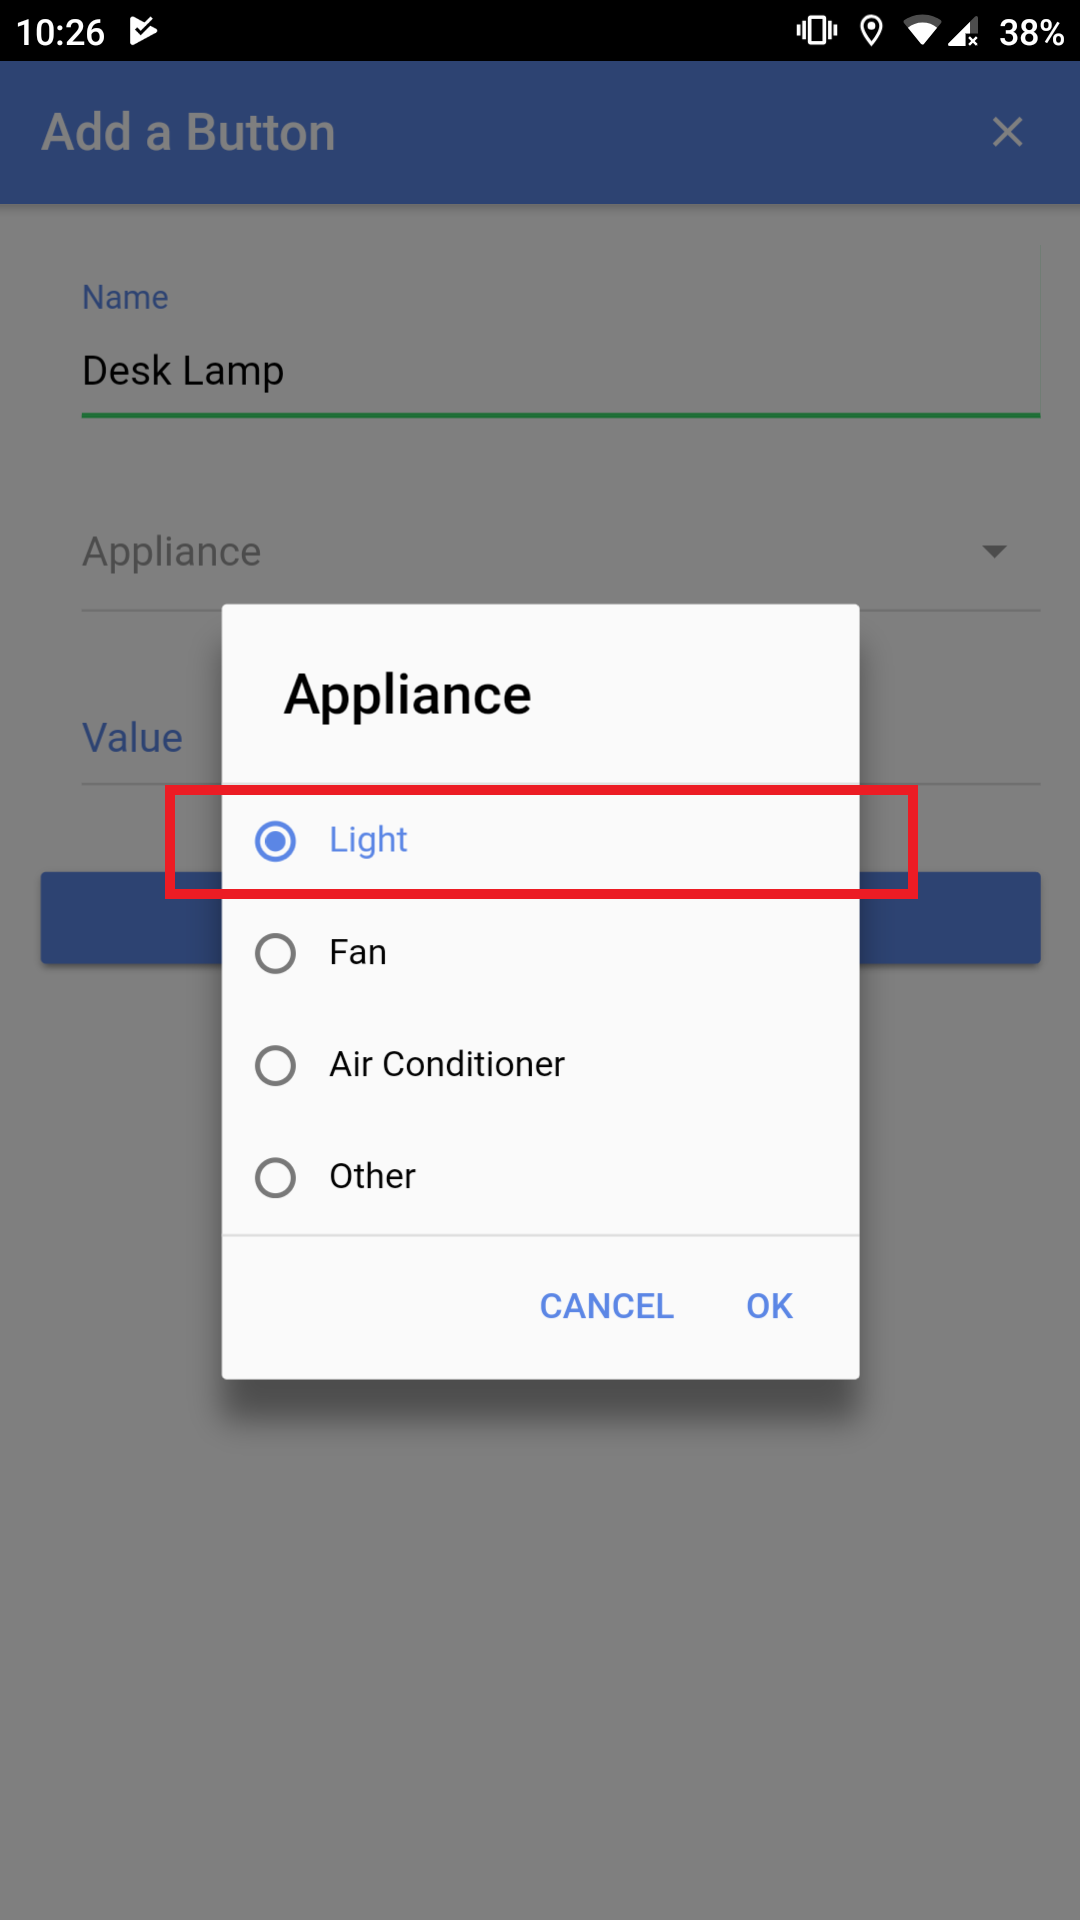 10:26 38%
Add a Button
Name
Desk Lamp
Appliance
Appliance
Value
Light
Fan
Air Conditioner
Other
CANCEL OK